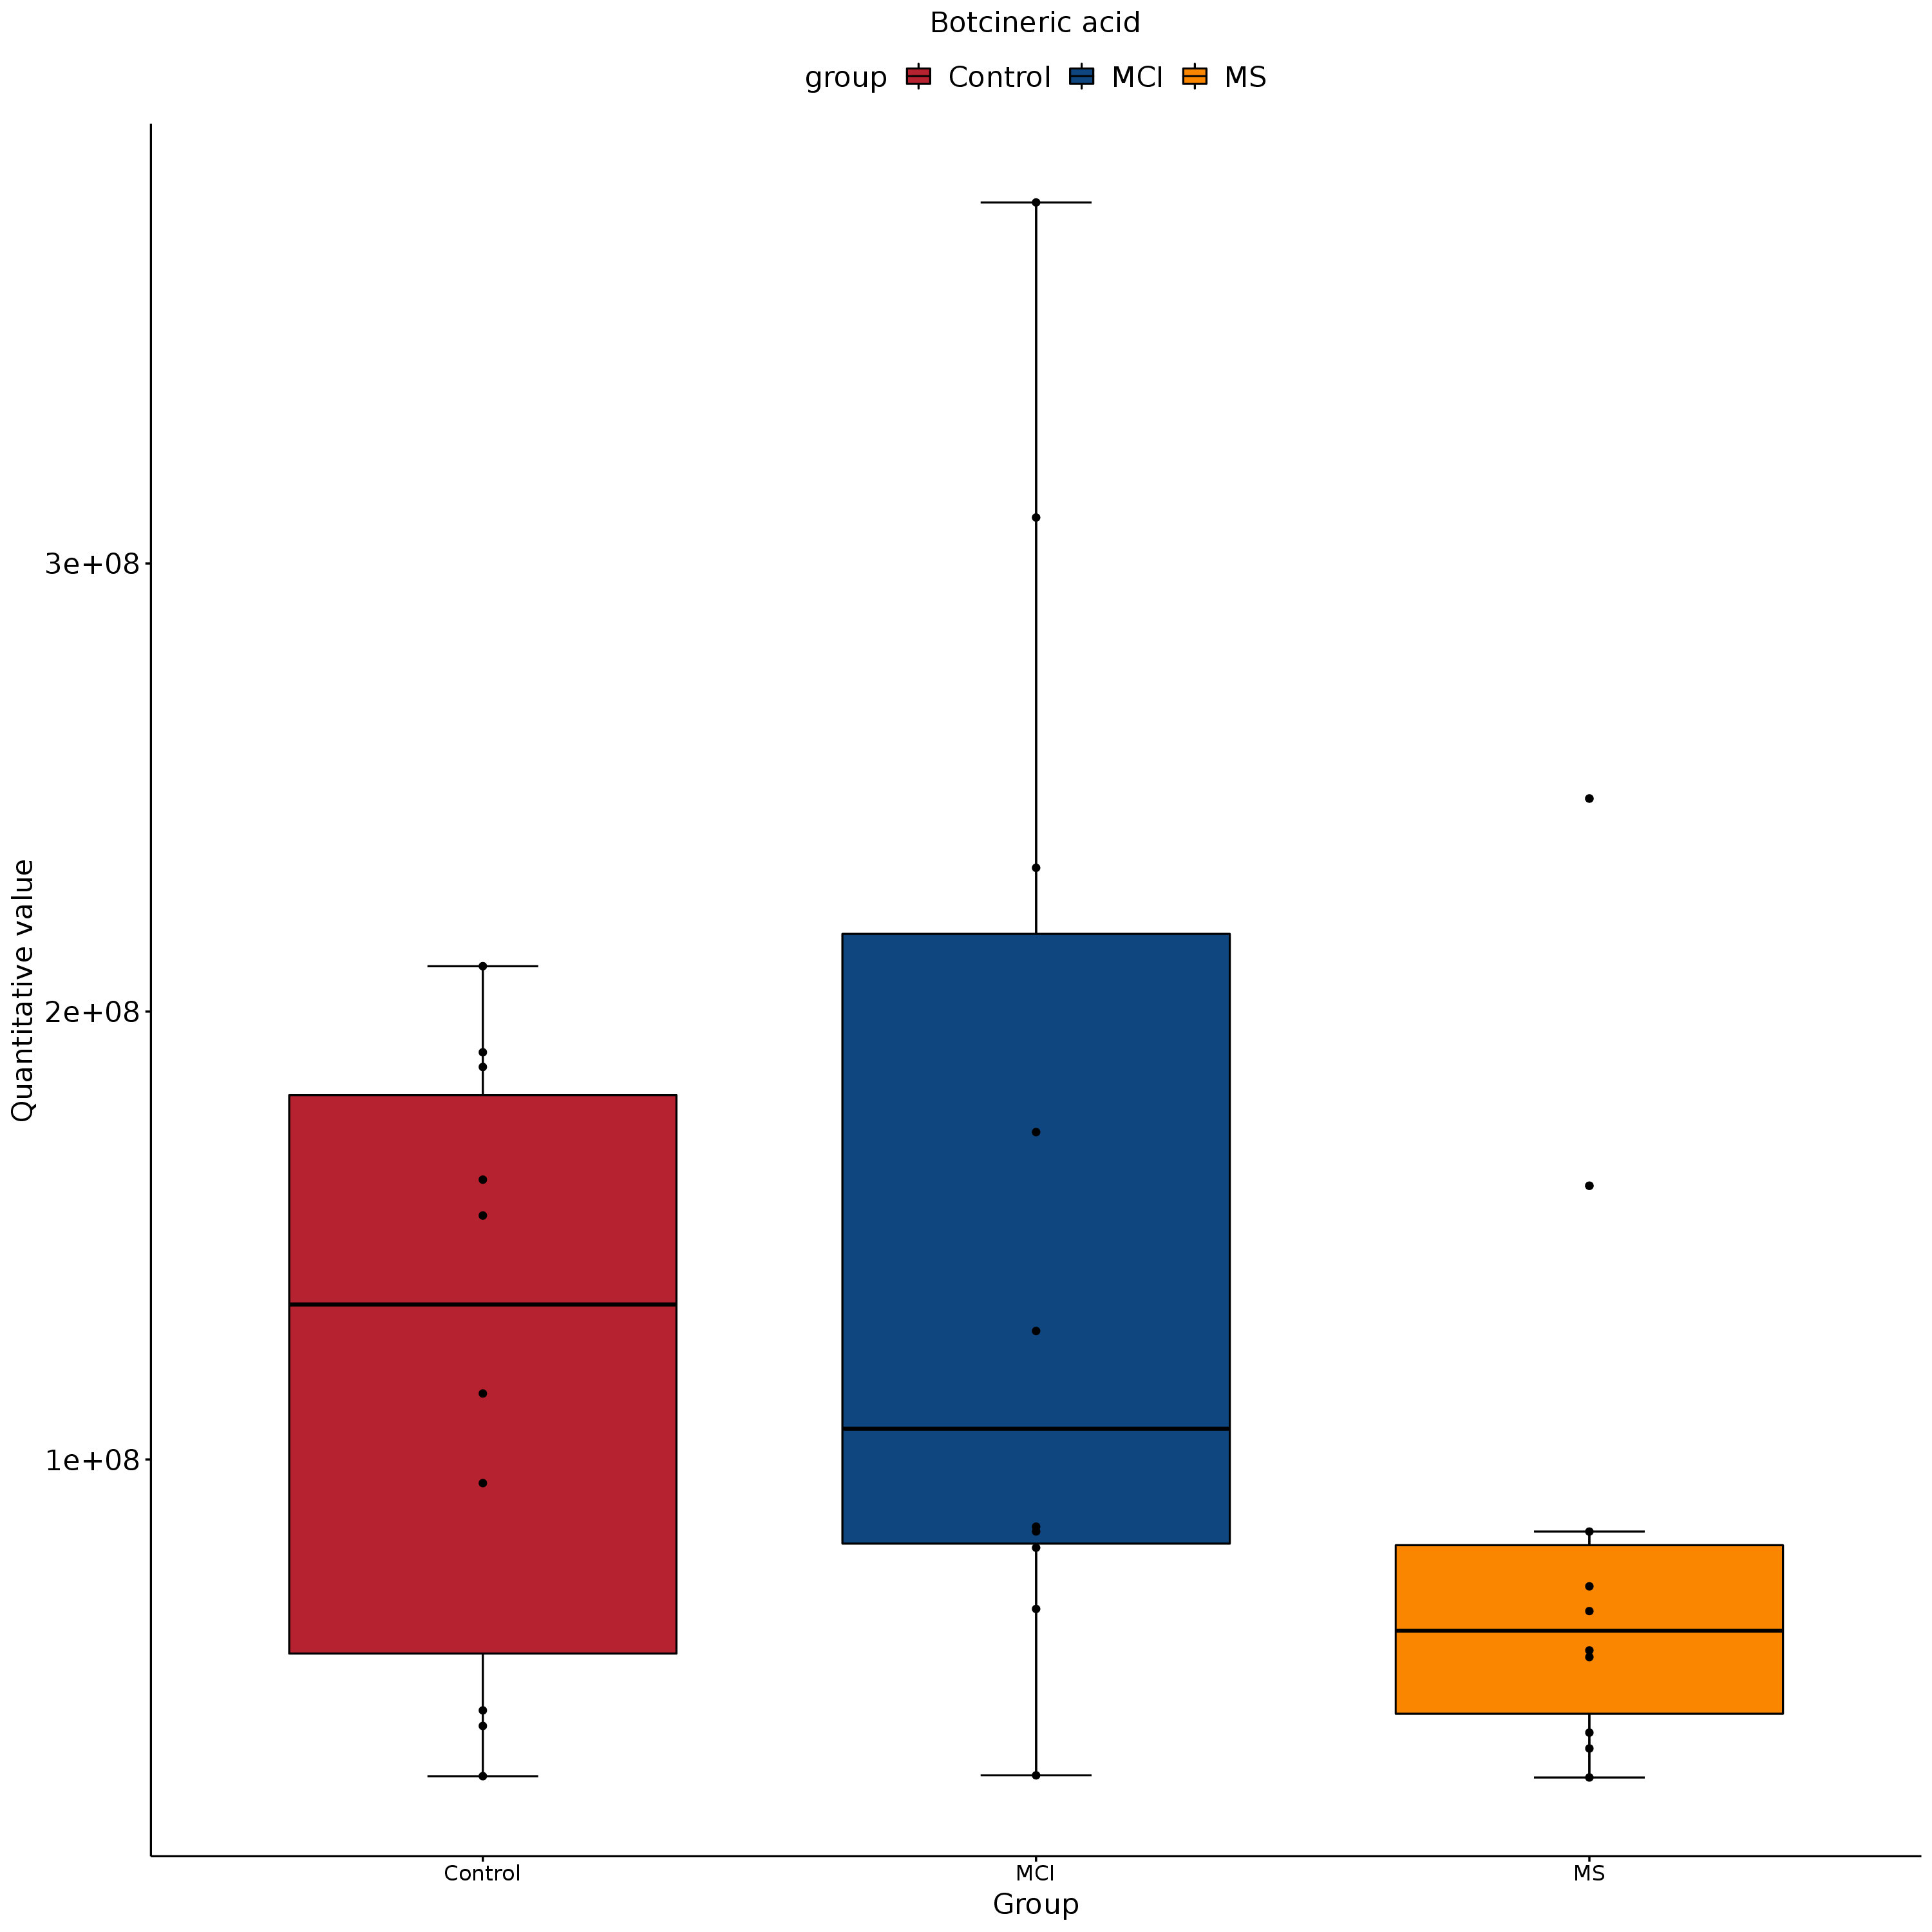 Botcineric acid
group Control MCI MS
3e+08
2e+08
1e+08
Quantitative value
Control MCI MS
Group